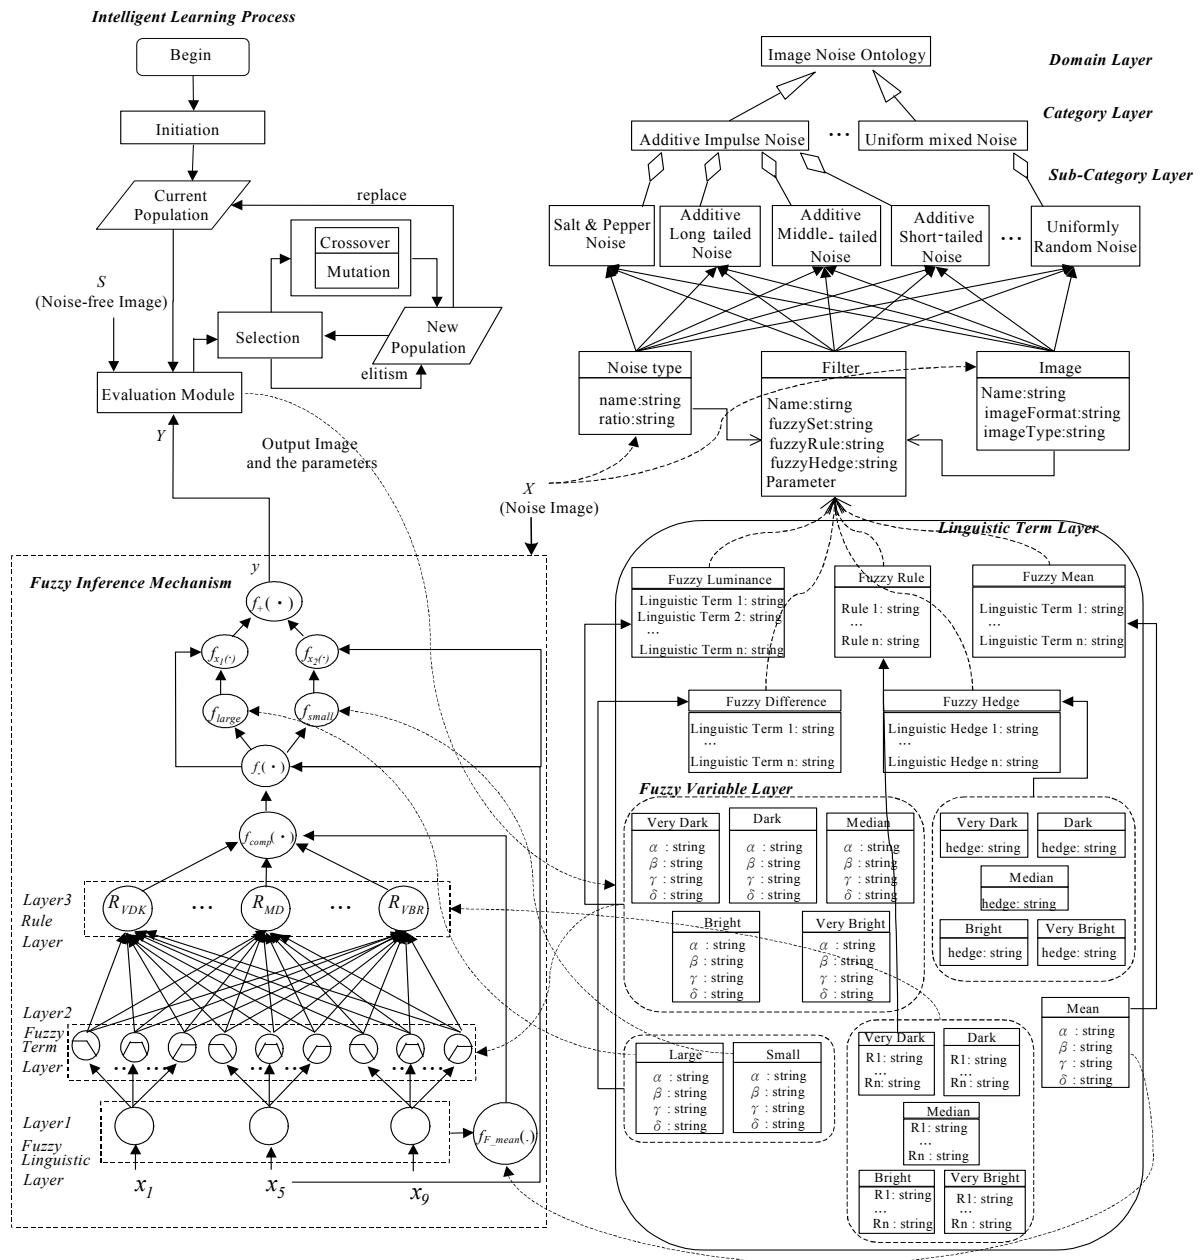 Intelligent Learning Process
Begin
Initiation
Current
Population
replace
Crossover
Mutation
S
(Noise-free Image)
Selection
New
Population
elitism
Evaluation Module
Y
Output Image
and the parameters
X
(Noise Image)
Image Noise Ontology
Domain Layer
Category Layer
Additive Impulse Noise
...
Uniform mixed Noise
Sub-Category Layer
Salt & Pepper
Noise
Additive
Long tailed
Noise
Additive
Middle- tailed
Noise
Additive
Short-tailed
Noise
...
Uniformly
Random Noise
Noise type
name:string
ratio:string
Filter
Name:stirng
fuzzySet:string
fuzzyRule:string
fuzzyHedge:string
Parameter
Image
Name:string
imageFormat:string
imageType:string
Linguistic Term Layer
Fuzzy Luminance
Linguistic Term 1: string
Linguistic Term 2: string
...
Linguistic Term n: string
Fuzzy Rule
Rule 1: string
...
Rule n: string
Fuzzy Mean
Linguistic Term 1: string
...
Linguistic Term n: string
Fuzzy Difference
Linguistic Term 1: string
...
Linguistic Term n: string
Fuzzy Hedge
Linguistic Hedge 1: string
...
Linguistic Hedge n: string
Fuzzy Variable Layer
Very Dark
α : string
β : string
γ : string
δ : string
Dark
α : string
β : string
γ : string
δ : string
Median
α : string
β : string
γ : string
δ : string
Bright
α : string
β : string
γ : string
δ : string
Very Bright
α : string
β : string
γ : string
δ : string
Very Dark
hedge: string
Dark
hedge: string
Median
hedge: string
Bright
hedge: string
Very Bright
hedge: string
Large
α : string
β : string
γ : string
δ : string
Small
α : string
β : string
γ : string
δ : string
Very Dark
R1: string
...
Rn: string
Dark
R1: string
...
Rn: string
Median
R1: string
...
Rn : string
Bright
R1: string
...
Rn : string
Very Bright
R1: string
...
Rn: string
Mean
α : string
β : string
γ : string
δ : string
Fuzzy Inference Mechanism
y
f+(·)
fx1(·)
fx2(·)
flarge
fsmall
f-(·)
fcomp(·)
Layer3
Rule
Layer
RVDK
...
RMD
...
RVBR
Layer2
Fuzzy
Term
Layer
... ... ... ...
Layer1
Fuzzy
Linguistic
Layer
fF_mean(.)
x1
x5
x9